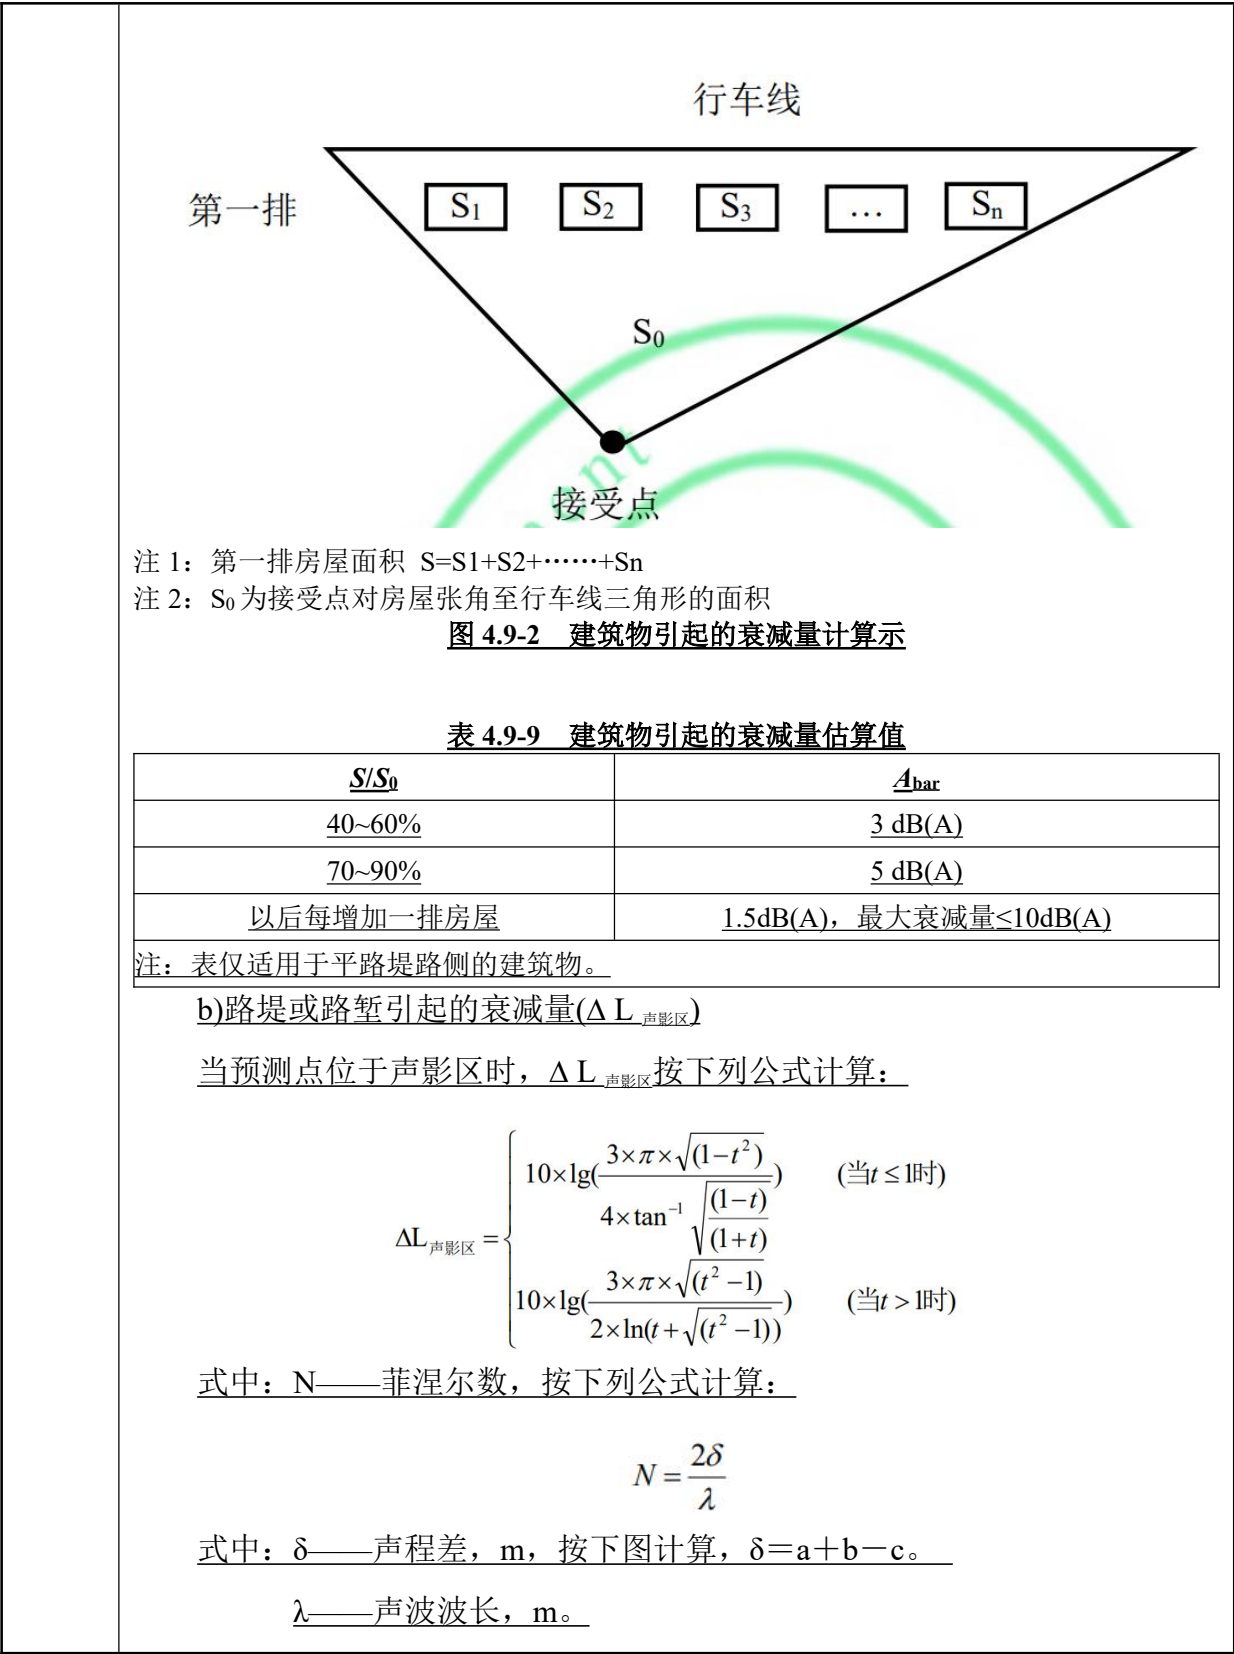 行车线
第一排
S₁ S₂ S₃ … Sₙ
S₀
ment
接受点
注 1：第一排房屋面积 S=S1+S2+……+Sn
注 2：S₀为接受点对房屋张角至行车线三角形的面积
图 4.9-2 建筑物引起的衰减量计算示
表 4.9-9 建筑物引起的衰减量估算值
S/S₀ A_bar
40~60% 3 dB(A)
70~90% 5 dB(A)
以后每增加一排房屋 1.5dB(A)，最大衰减量≤10dB(A)
注：表仅适用于平路堤路侧的建筑物。
b)路堤或路堑引起的衰减量(Δ L 声影区)
当预测点位于声影区时，Δ L 声影区按下列公式计算：
ΔL声影区 = { 10×lg( 3×π×√(1−t²) / 4×tan⁻¹√((1−t)/(1+t)) ) (当t≤1时)
10×lg( 3×π×√(t²−1) / 2×ln(t+√(t²−1)) ) (当t>1时)
式中：N——菲涅尔数，按下列公式计算：
N = 2δ/λ
式中：δ——声程差，m，按下图计算，δ＝a＋b－c。
λ——声波波长，m。